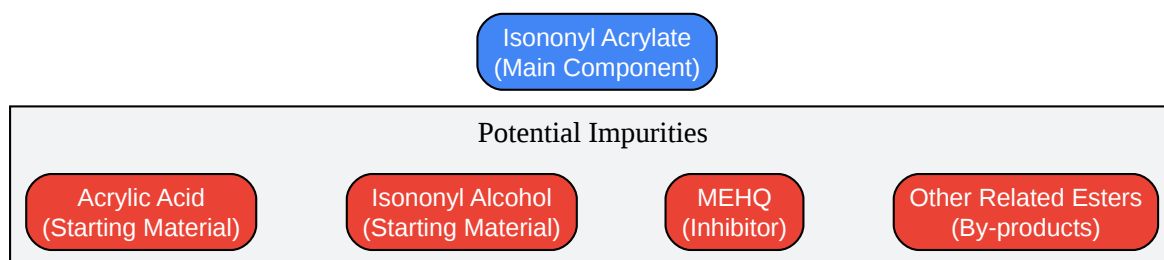 Isononyl Acrylate
(Main Component)
Potential Impurities
Acrylic Acid
(Starting Material)
Isononyl Alcohol
(Starting Material)
MEHQ
(Inhibitor)
Other Related Esters
(By-products)